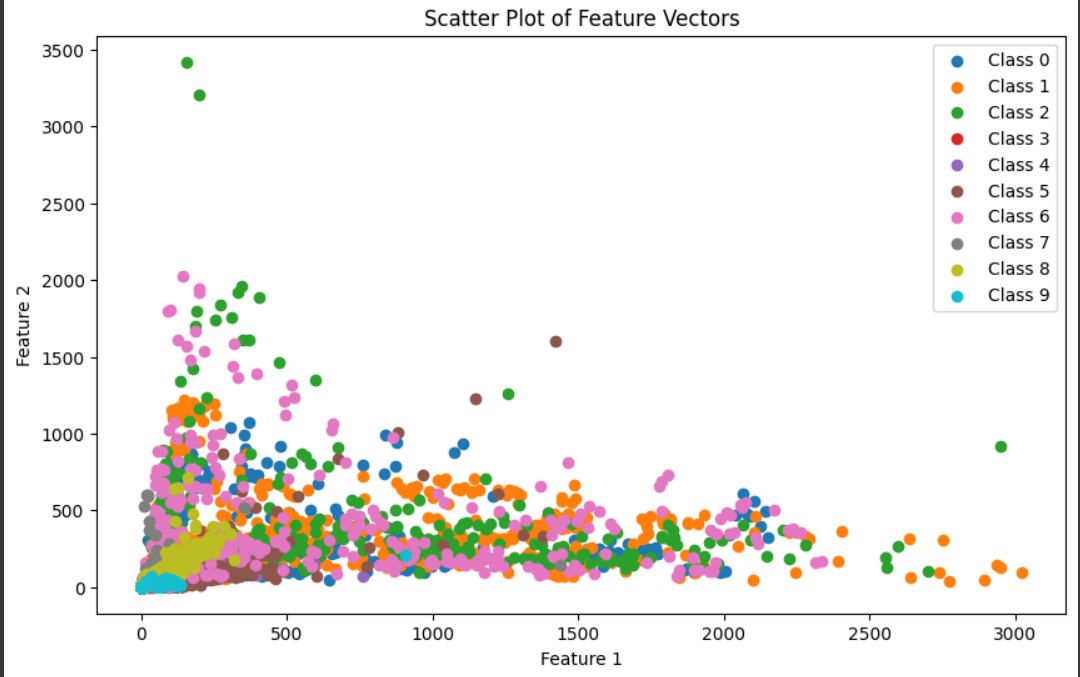 Scatter Plot of Feature Vectors
3500
3000
2500
2000
1500
1000
500
0
Feature 2
Class 0
Class 1
Class 2
Class 3
Class 4
Class 5
Class 6
Class 7
Class 8
Class 9
0 500 1000 1500 2000 2500 3000
Feature 1